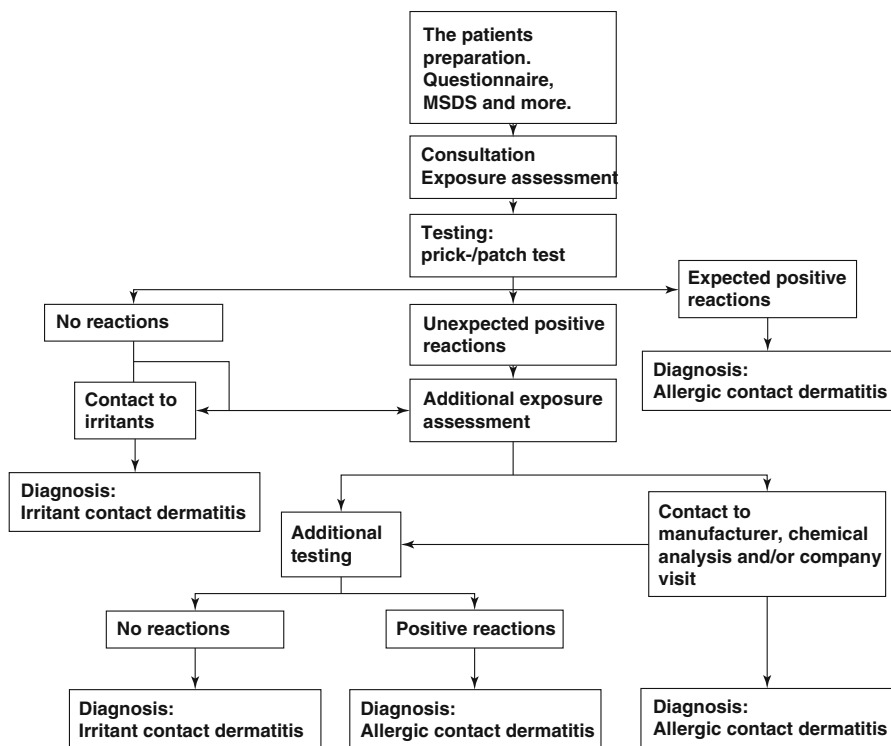 The patients
preparation.
Questionnaire,
MSDS and more.
Consultation
Exposure assessment
Testing:
prick-/patch test
Expected positive
reactions
No reactions
Unexpected positive
reactions
Diagnosis:
Allergic contact dermatitis
Contact to
irritants
Additional exposure
assessment
Diagnosis:
Irritant contact dermatitis
Additional
testing
Contact to
manufacturer, chemical
analysis and/or company
visit
No reactions
Positive reactions
Diagnosis:
Irritant contact dermatitis
Diagnosis:
Allergic contact dermatitis
Diagnosis:
Allergic contact dermatitis